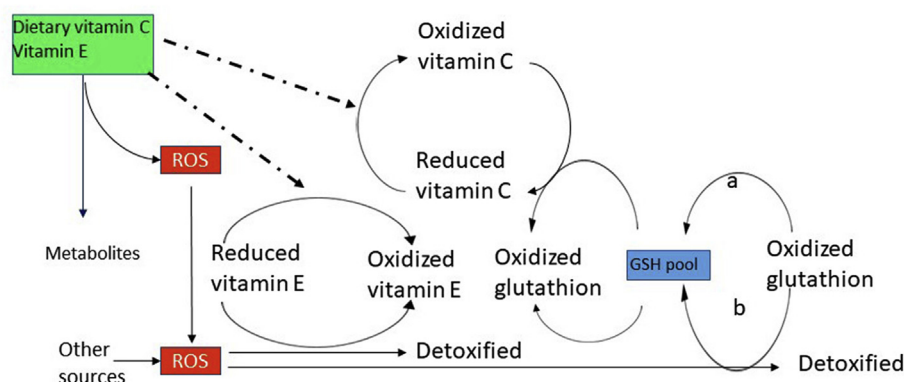 Dietary vitamin C
Vitamin E
Oxidized
vitamin C
ROS
Reduced
vitamin C
a
Metabolites
Reduced
vitamin E
Oxidized
vitamin E
Oxidized
glutathion
GSH pool
Oxidized
glutathion
b
Other
sources
ROS
Detoxified
Detoxified